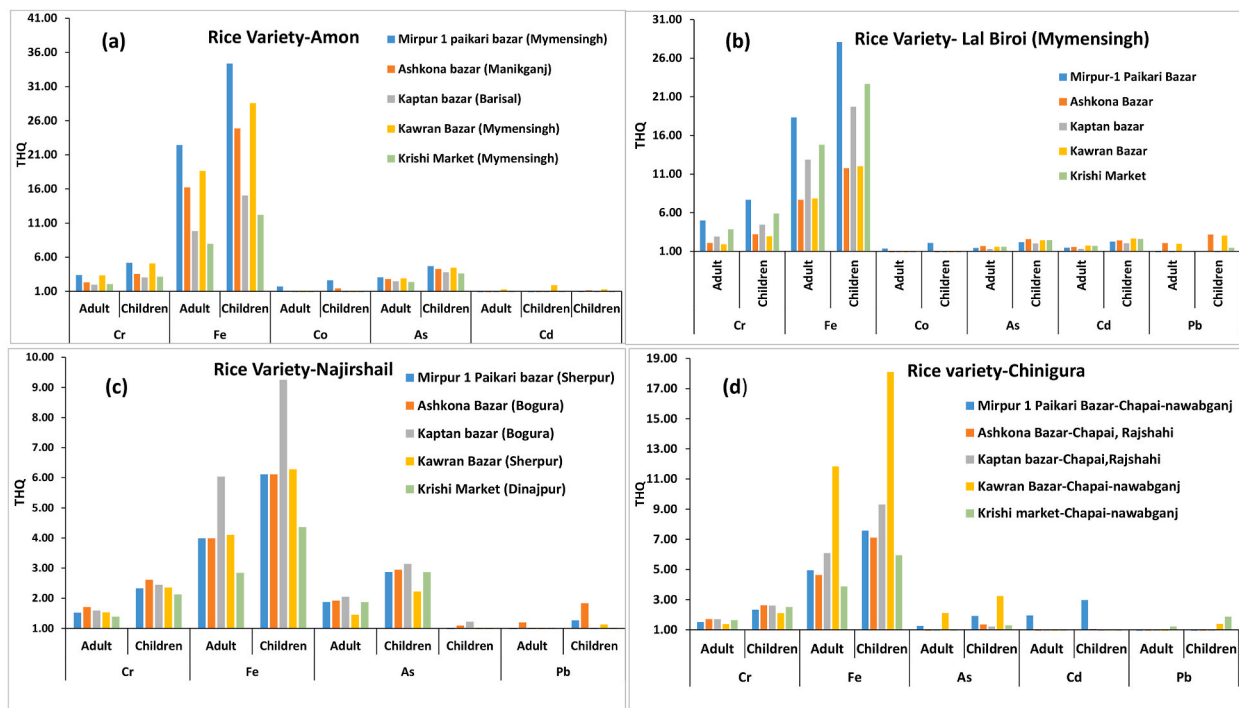 (a)
Rice Variety-Amon
THQ
41.00
36.00
31.00
26.00
21.00
16.00
11.00
6.00
1.00
Mirpur 1 paikari bazar (Mymensingh)
Ashkona bazar (Manikganj)
Kaptan bazar (Barisal)
Kawran Bazar (Mymensingh)
Krishi Market (Mymensingh)
Adult Children Adult Children Adult Children Adult Children Adult Children Children
Cr Fe Co As Cd
(b)
Rice Variety- Lal Biroi (Mymensingh)
THQ
31.00
26.00
21.00
16.00
11.00
6.00
1.00
Mirpur-1 Paikari Bazar
Ashkona Bazar
Kaptan bazar
Kawran Bazar
Krishi Market
Adult Children Adult Children Adult Children Adult Children Adult Children Adult Children
Cr Fe Co As Cd Pb
(c)
Rice Variety-Najirshail
THQ
10.00
9.00
8.00
7.00
6.00
5.00
4.00
3.00
2.00
1.00
Mirpur 1 Paikari bazar (Sherpur)
Ashkona Bazar (Bogura)
Kaptan bazar (Bogura)
Kawran Bazar (Sherpur)
Krishi Market (Dinajpur)
Adult Children Adult Children Adult Children Children Adult Children
Cr Fe As Pb
(d)
Rice variety-Chinigura
THQ
19.00
17.00
15.00
13.00
11.00
9.00
7.00
5.00
3.00
1.00
Mirpur 1 Paikari Bazar-Chapai-nawabganj
Ashkona Bazar-Chapai, Rajshahi
Kaptan bazar-Chapai,Rajshahi
Kawran Bazar-Chapai-nawabganj
Krishi market-Chapai-nawabganj
Adult Children Adult Children Adult Children Adult Children Adult Children
Cr Fe As Cd Pb